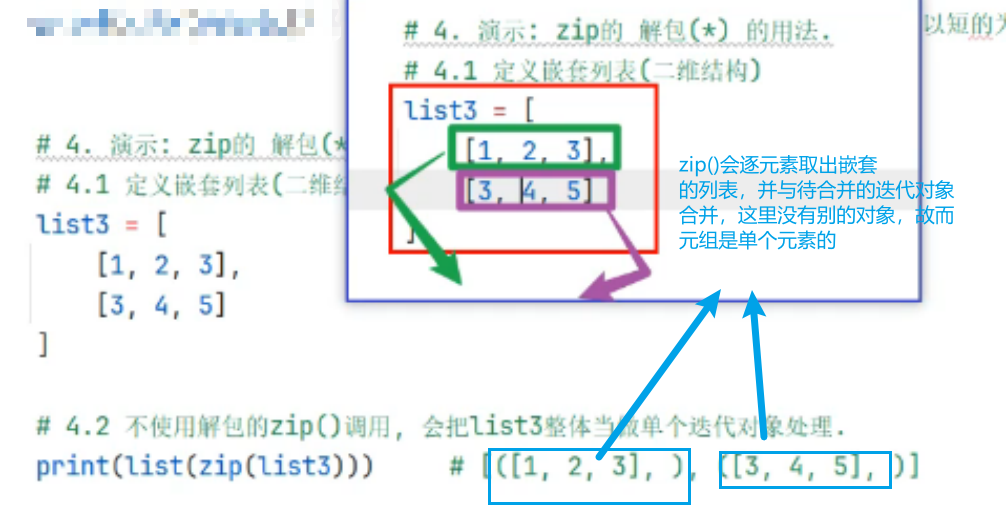 # 4. 演示: zip的 解包(*) 的用法.
# 4.1 定义嵌套列表(二维结构)
list3 = [
[1, 2, 3],
[3, 4, 5]
]
zip()会逐元素取出嵌套
的列表，并与待合并的迭代对象
合并，这里没有别的对象，故而
元组是单个元素的
以短的为
# 4. 演示: zip的 解包(*
# 4.1 定义嵌套列表(二维结
list3 = [
[1, 2, 3],
[3, 4, 5]
]
# 4.2 不使用解包的zip()调用, 会把list3整体当做单个迭代对象处理.
print(list(zip(list3))) # [([1, 2, 3], ), ([3, 4, 5], )]